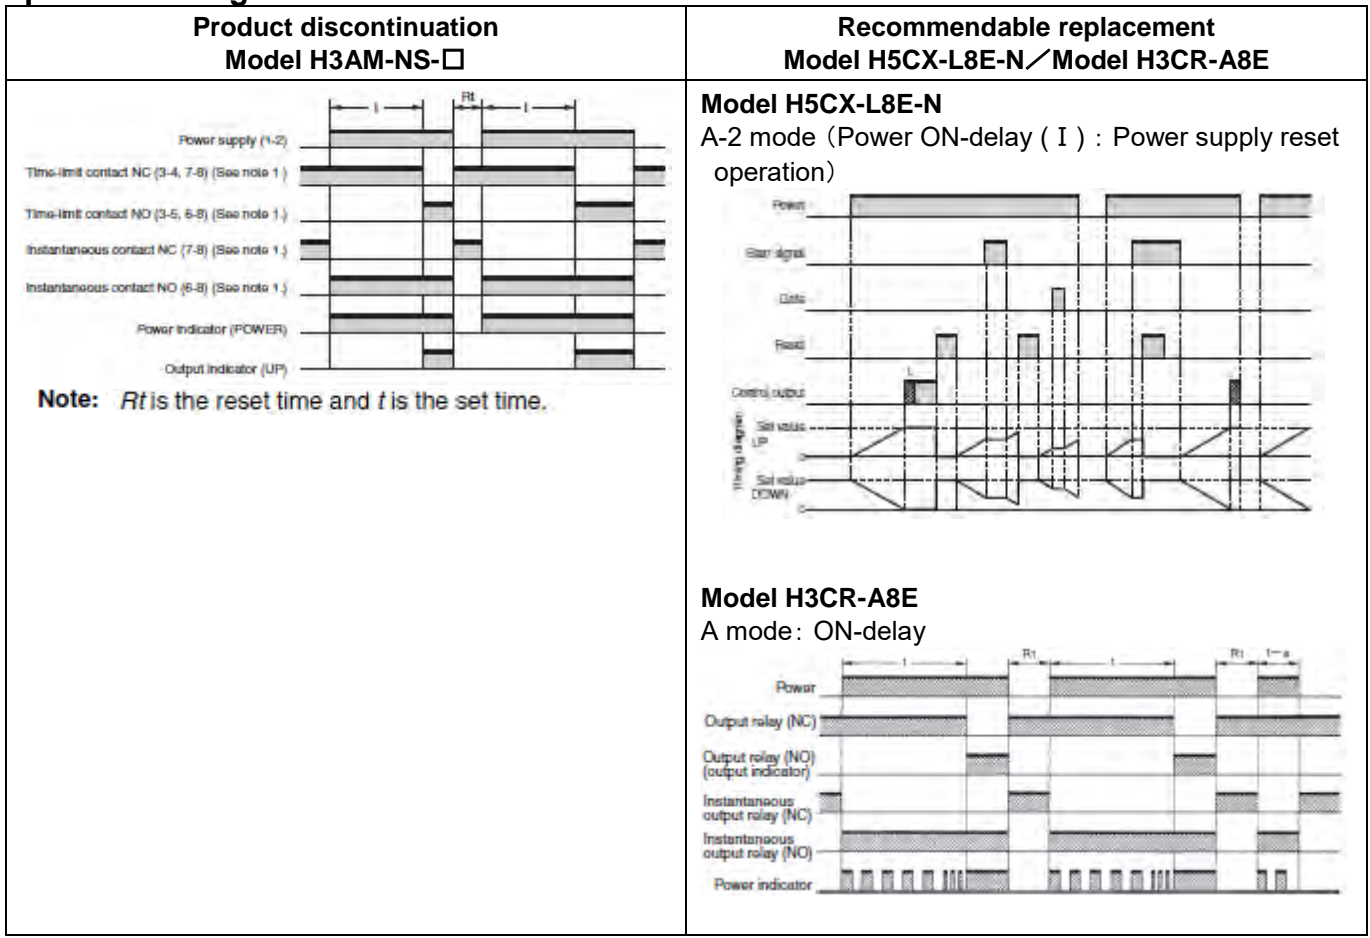 Product discontinuation
Model H3AM-NS-□
Recommendable replacement
Model H5CX-L8E-N／Model H3CR-A8E
t
Rt
t
Power supply (1-2)
Time-limit contact NC (3-4, 7-8) (See note 1.)
Time-limit contact NO (3-5, 6-8) (See note 1.)
Instantaneous contact NC (7-8) (See note 1.)
Instantaneous contact NO (6-8) (See note 1.)
Power indicator (POWER)
Output indicator (UP)
Note: Rt is the reset time and t is the set time.
Model H5CX-L8E-N
A-2 mode（Power ON-delay (Ⅰ)：Power supply reset
operation）
Power
Start signal
Gate
Reset
Control output
Timing diagram
Set value
UP
0
Set value
DOWN
0
Model H3CR-A8E
A mode：ON-delay
t
Rt
t
Rt
t−a
Power
Output relay (NC)
Output relay (NO)
(output indicator)
Instantaneous
output relay (NC)
Instantaneous
output relay (NO)
Power indicator